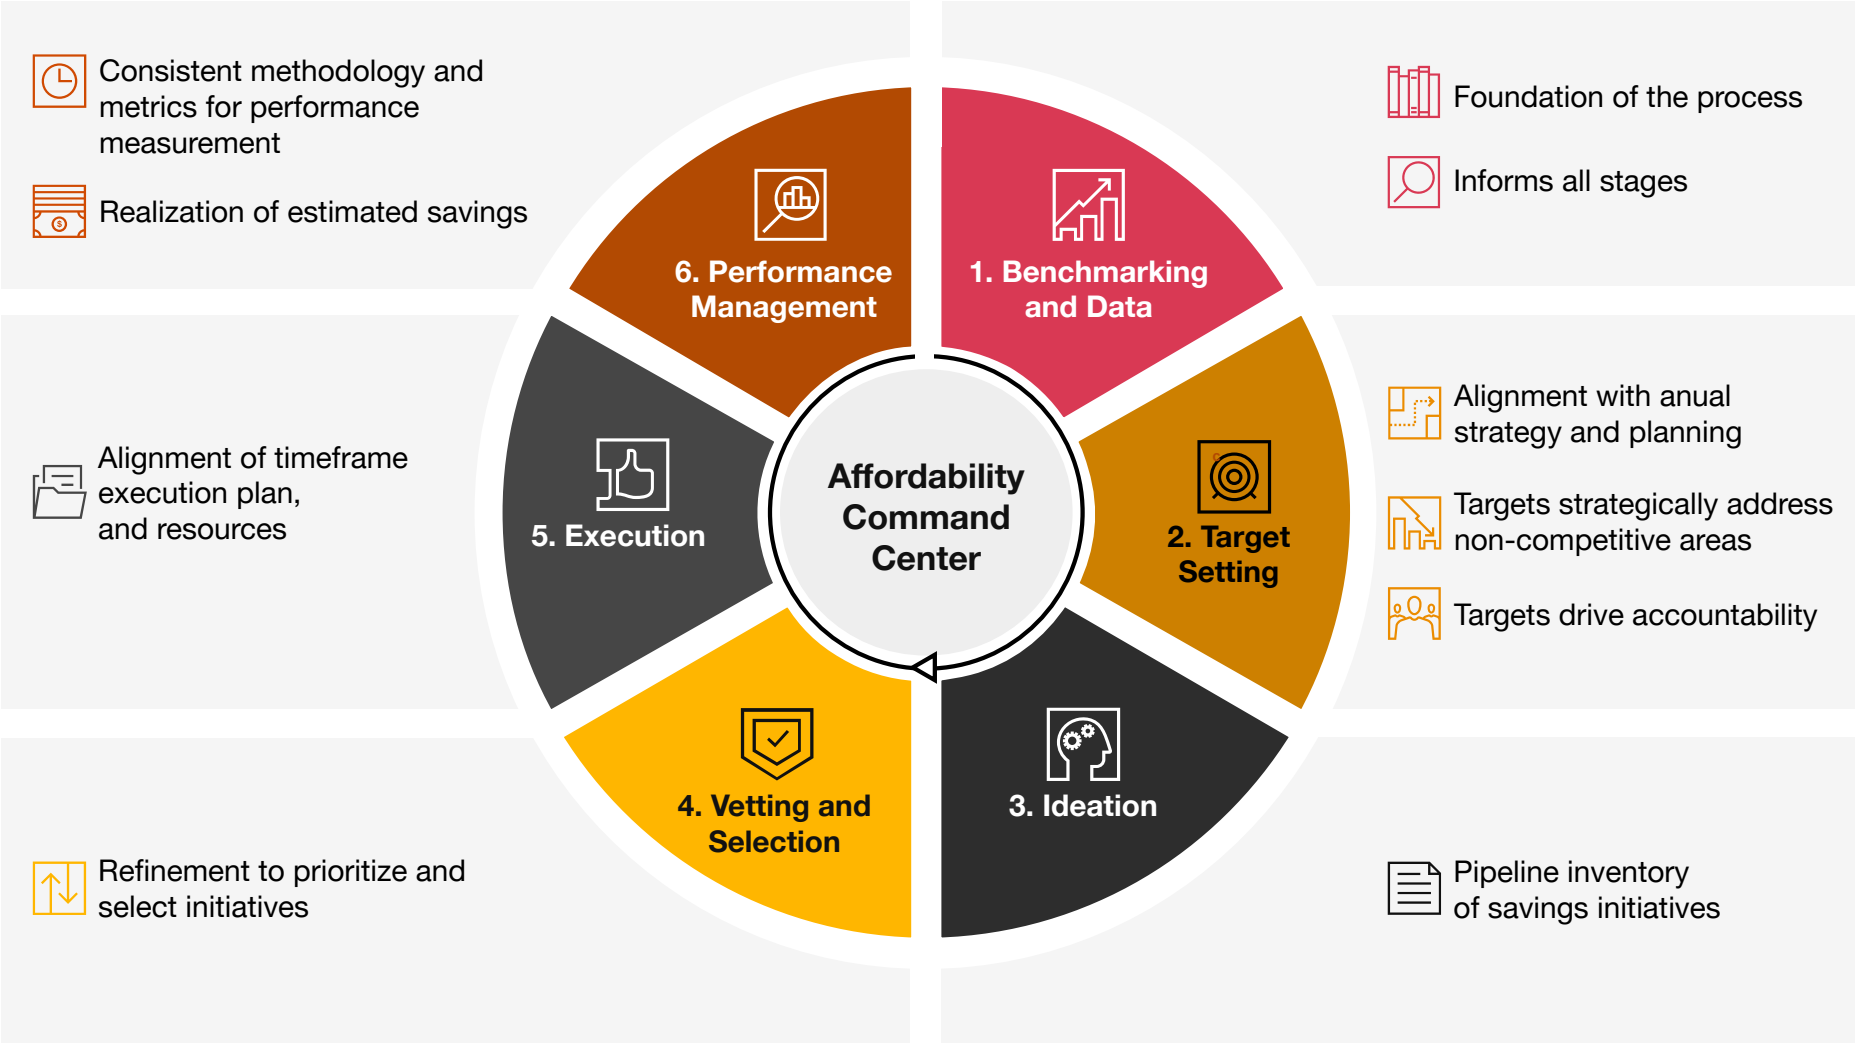 Consistent methodology and
metrics for performance
measurement
Realization of estimated savings
Foundation of the process
Informs all stages
6. Performance
Management
1. Benchmarking
and Data
Alignment of timeframe
execution plan,
and resources
5. Execution
Affordability
Command
Center
2. Target
Setting
Alignment with anual
strategy and planning
Targets strategically address
non-competitive areas
Targets drive accountability
4. Vetting and
Selection
3. Ideation
Refinement to prioritize and
select initiatives
Pipeline inventory
of savings initiatives